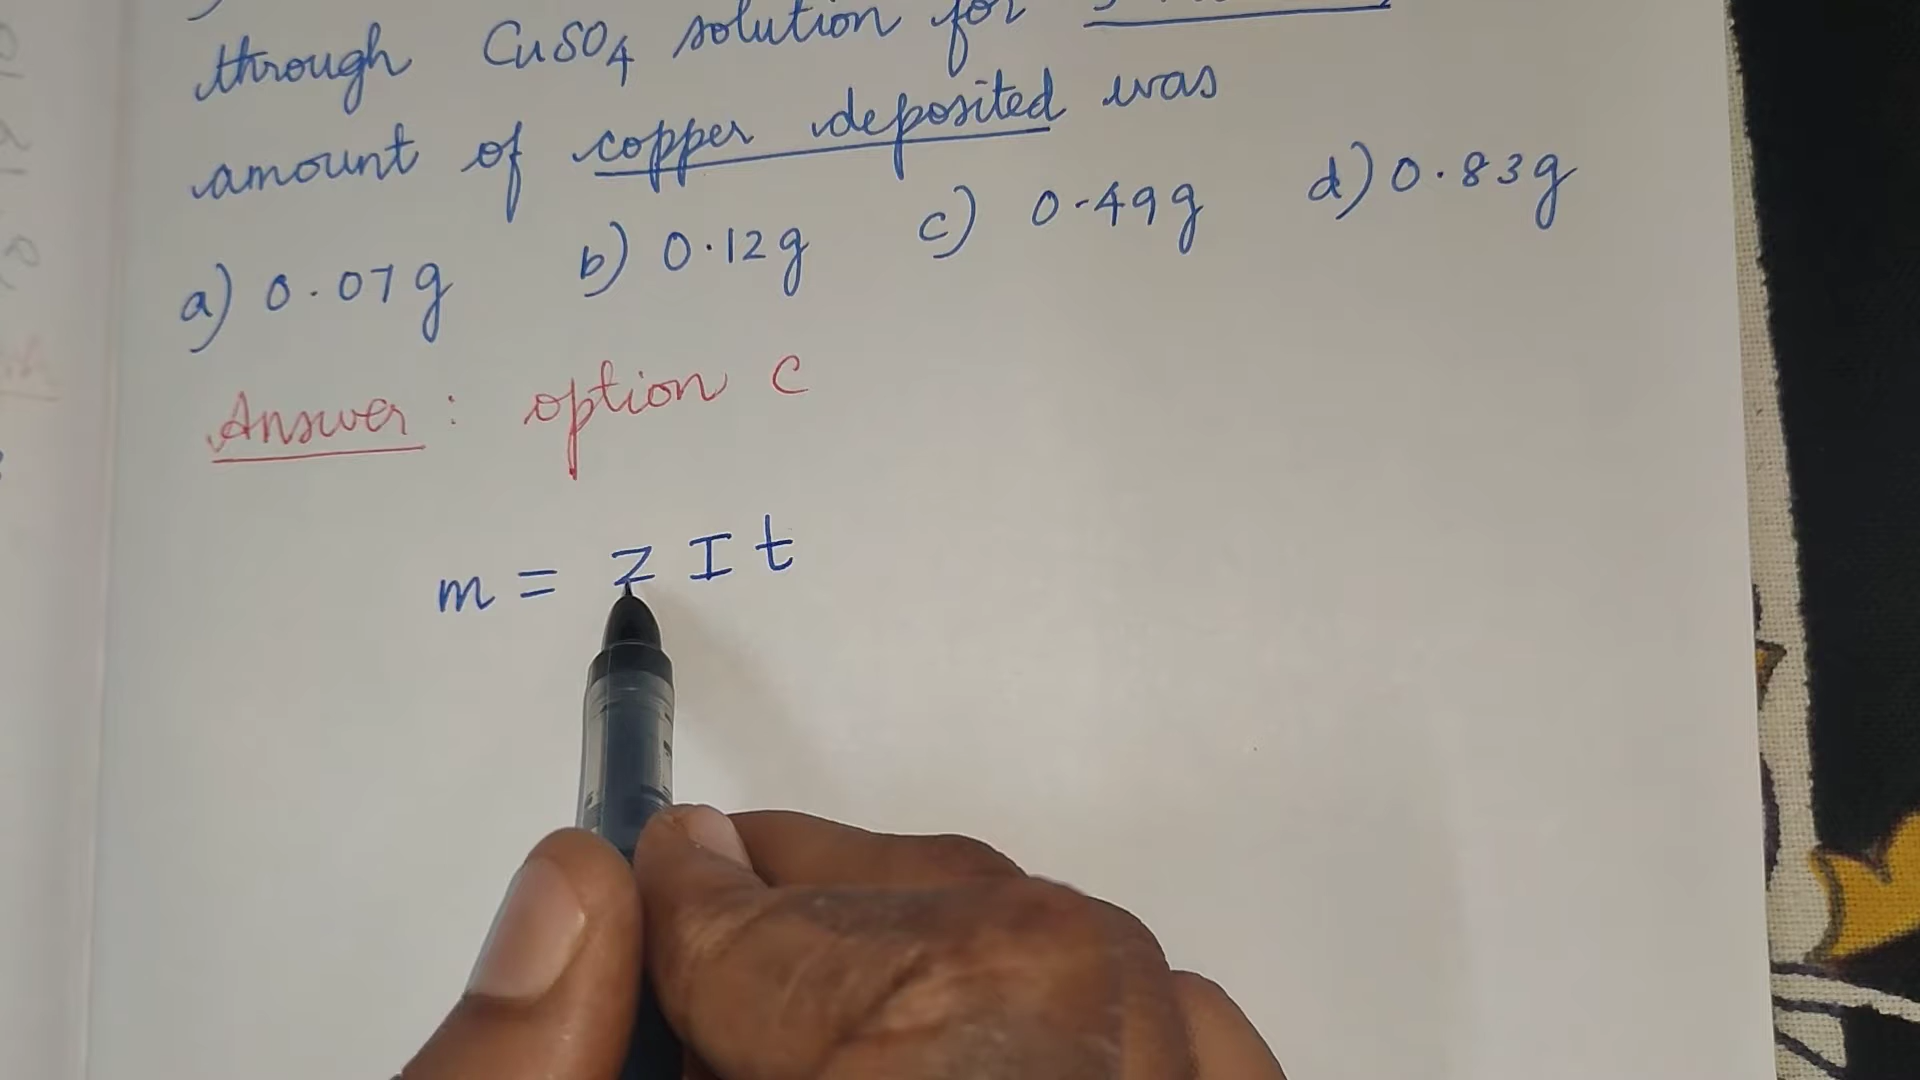 through CuSO4 solution for
amount of copper deposited was
a) 0.07g b) 0.12g c) 0.49g d) 0.83g
Answer : option C
m = Z I t